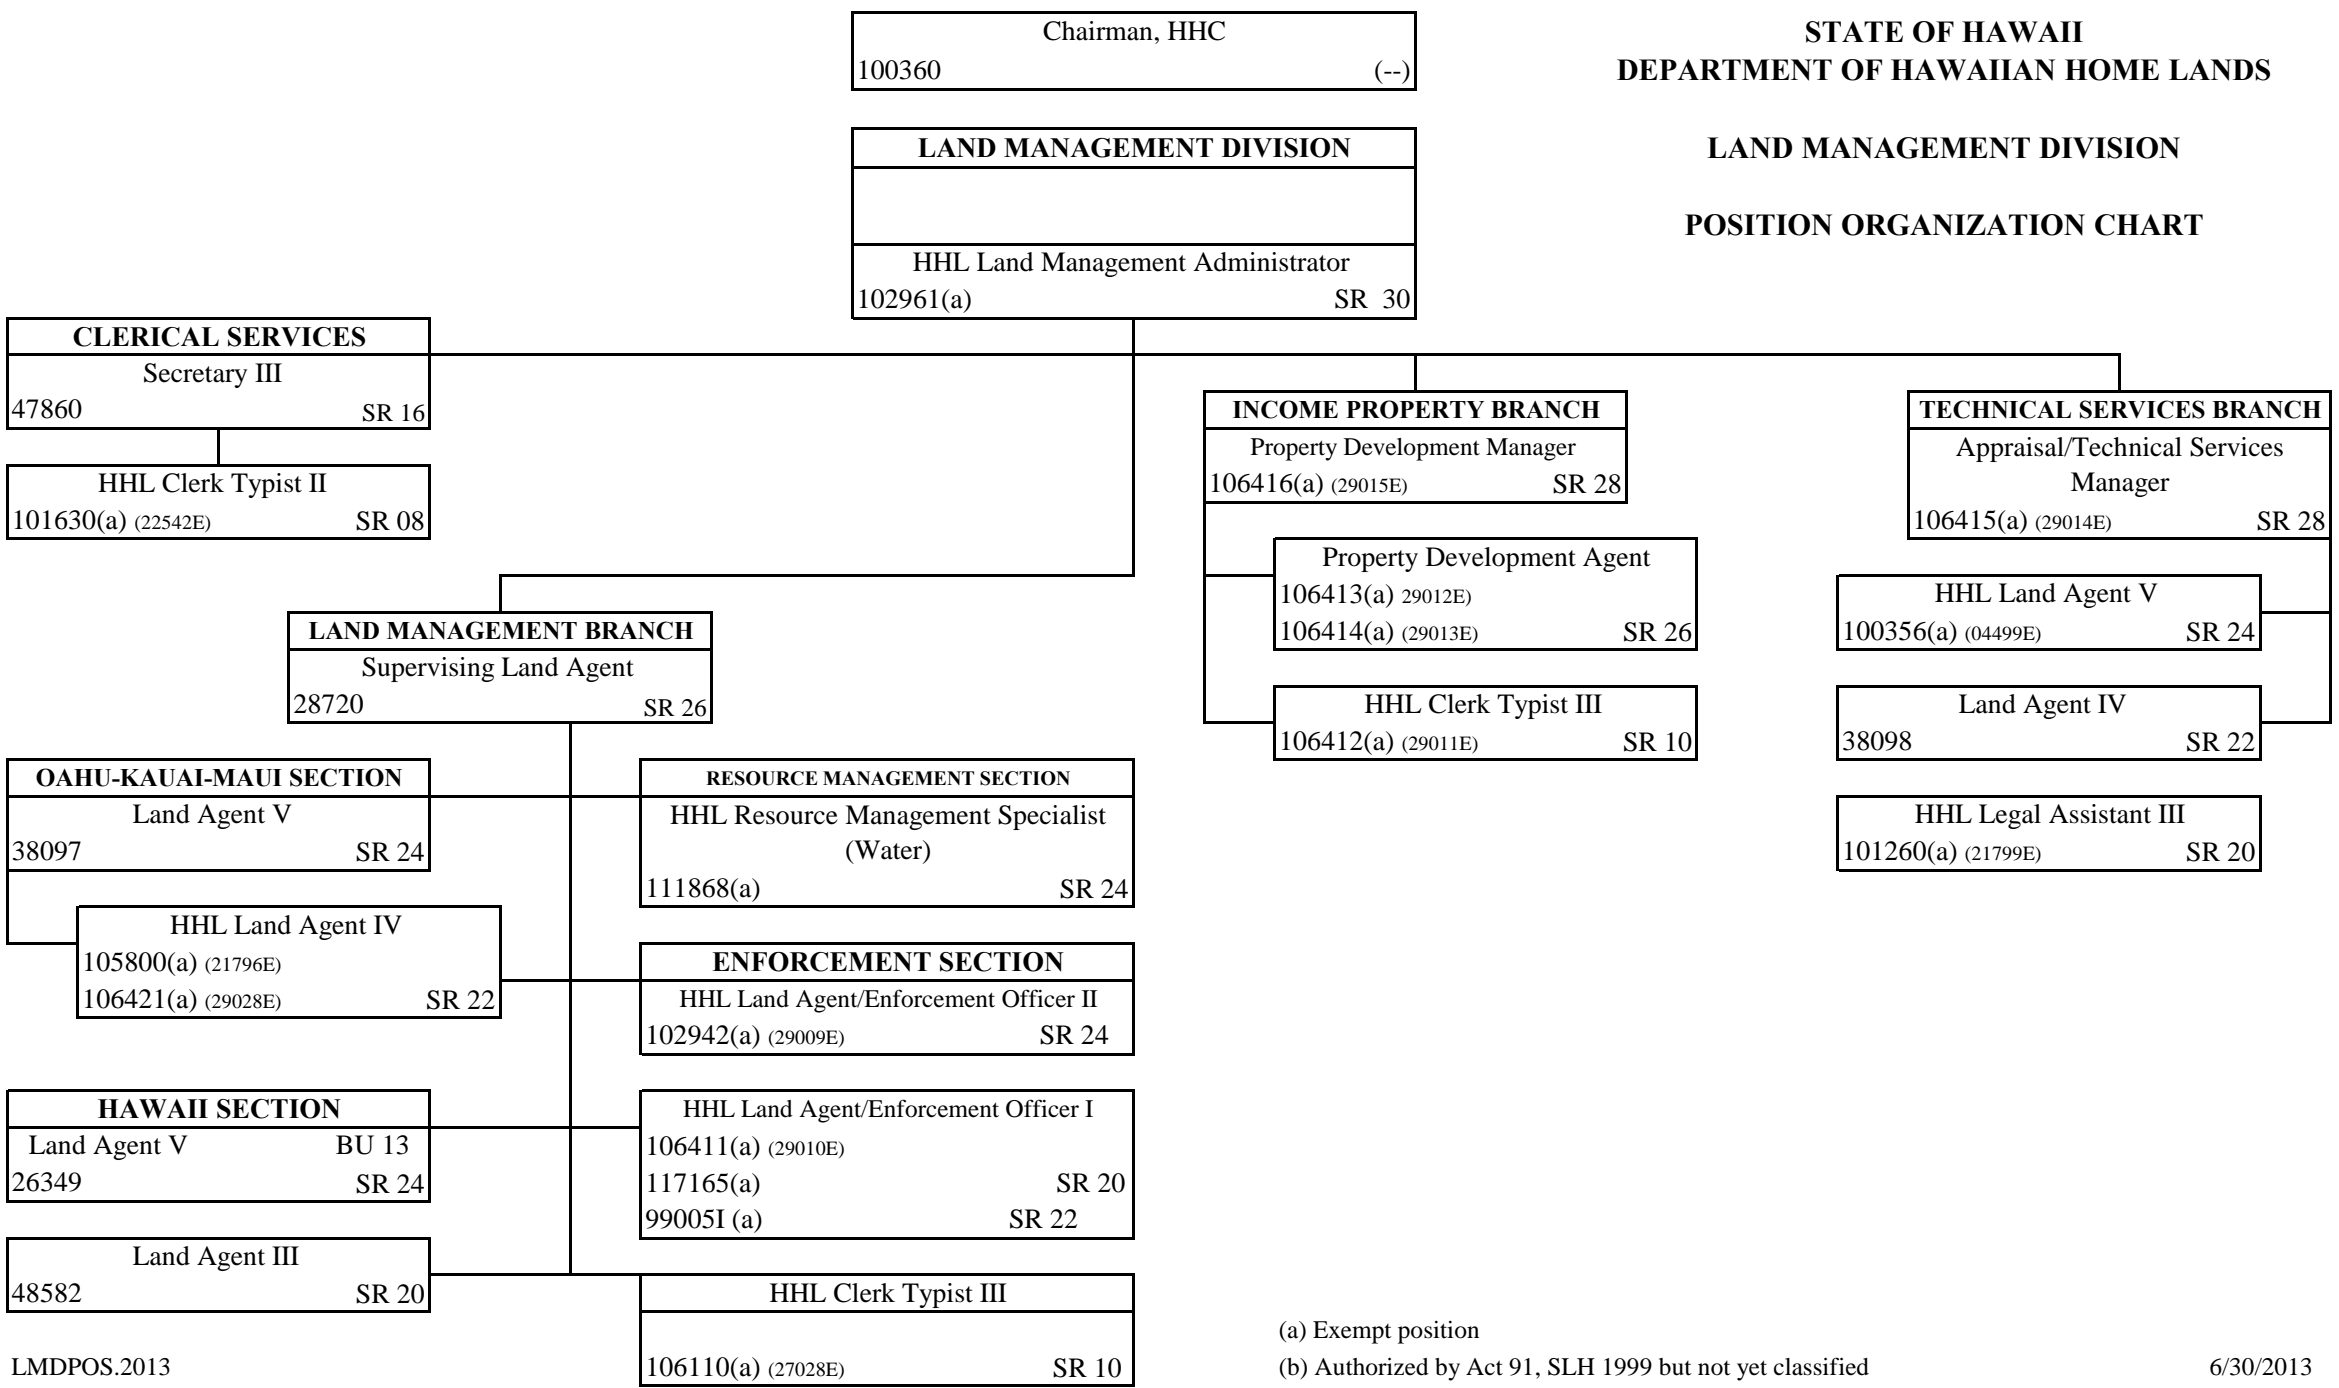 Chairman, HHC
100360 (--)
STATE OF HAWAII
DEPARTMENT OF HAWAIIAN HOME LANDS
LAND MANAGEMENT DIVISION
POSITION ORGANIZATION CHART
LAND MANAGEMENT DIVISION
HHL Land Management Administrator
102961(a) SR 30
CLERICAL SERVICES
Secretary III
47860 SR 16
HHL Clerk Typist II
101630(a) (22542E) SR 08
INCOME PROPERTY BRANCH
Property Development Manager
106416(a) (29015E) SR 28
Property Development Agent
106413(a) 29012E)
106414(a) (29013E) SR 26
HHL Clerk Typist III
106412(a) (29011E) SR 10
TECHNICAL SERVICES BRANCH
Appraisal/Technical Services
Manager
106415(a) (29014E) SR 28
HHL Land Agent V
100356(a) (04499E) SR 24
Land Agent IV
38098 SR 22
HHL Legal Assistant III
101260(a) (21799E) SR 20
LAND MANAGEMENT BRANCH
Supervising Land Agent
28720 SR 26
OAHU-KAUAI-MAUI SECTION
Land Agent V
38097 SR 24
HHL Land Agent IV
105800(a) (21796E)
106421(a) (29028E) SR 22
HAWAII SECTION
Land Agent V BU 13
26349 SR 24
Land Agent III
48582 SR 20
RESOURCE MANAGEMENT SECTION
HHL Resource Management Specialist
(Water)
111868(a) SR 24
ENFORCEMENT SECTION
HHL Land Agent/Enforcement Officer II
102942(a) (29009E) SR 24
HHL Land Agent/Enforcement Officer I
106411(a) (29010E)
117165(a) SR 20
99005I (a) SR 22
HHL Clerk Typist III
106110(a) (27028E) SR 10
(a) Exempt position
(b) Authorized by Act 91, SLH 1999 but not yet classified
LMDPOS.2013
6/30/2013